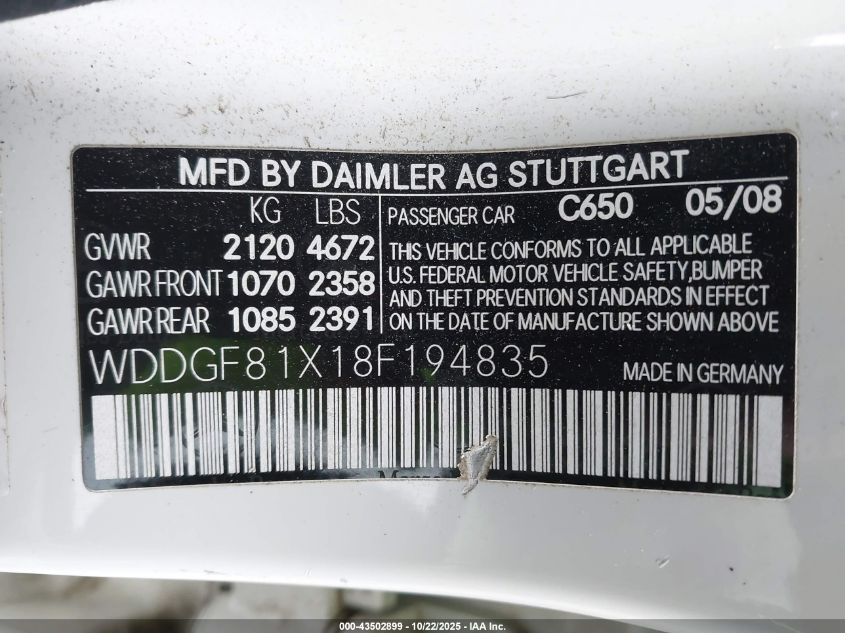 MFD BY DAIMLER AG STUTTGART
KG LBS
GVWR 2120 4672
GAWR FRONT 1070 2358
GAWR REAR 1085 2391
PASSENGER CAR C650 05/08
THIS VEHICLE CONFORMS TO ALL APPLICABLE
U.S. FEDERAL MOTOR VEHICLE SAFETY,BUMPER
AND THEFT PREVENTION STANDARDS IN EFFECT
ON THE DATE OF MANUFACTURE SHOWN ABOVE
WDDGF81X18F194835 MADE IN GERMANY
000-43502899 • 10/22/2025 - IAA Inc.